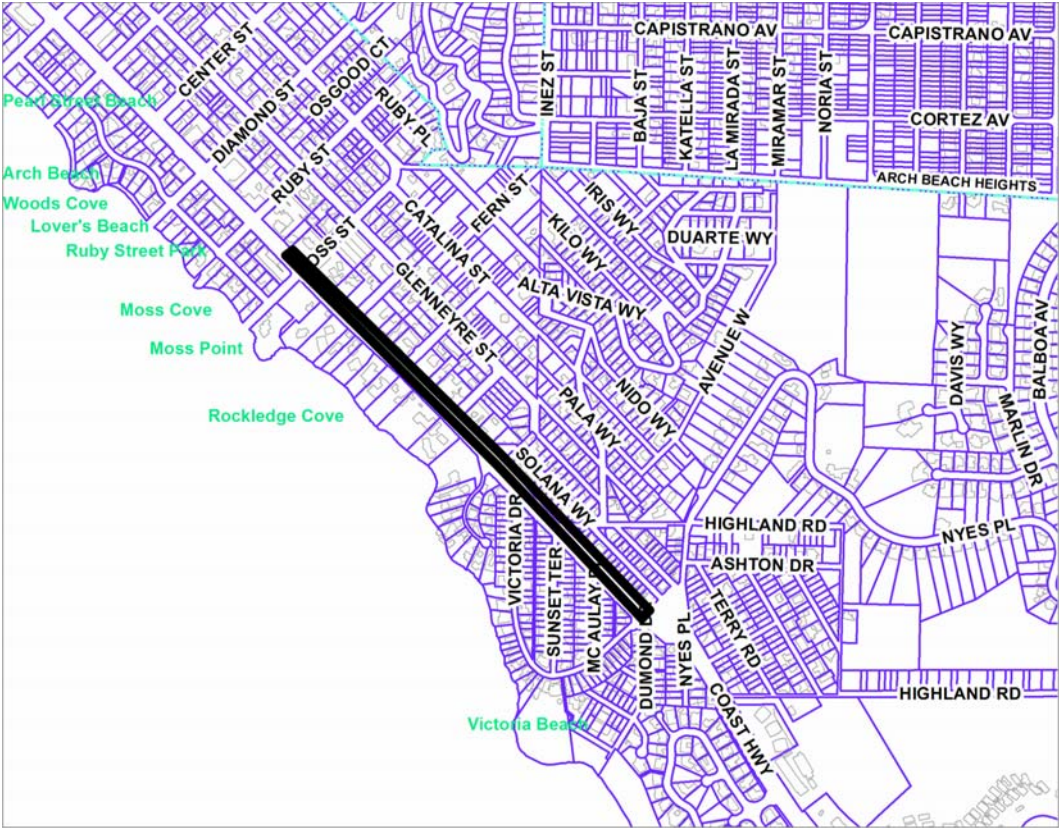 CAPISTRANO AV
CAPISTRANO AV
CENTER ST
OSGOOD CT
INEZ ST
BAJA ST
KATELLA ST
LA MIRADA ST
MIRAMAR ST
NORIA ST
Pearl Street Beach
DIAMOND ST
RUBY PL
CORTEZ AV
Arch Beach
RUBY ST
ARCH BEACH HEIGHTS
Woods Cove
FERN ST
IRIS WY
Lover's Beach
CATALINA ST
KILO WY
DUARTE WY
Ruby Street Park
OSS ST
GLENNEYRE ST
ALTA VISTA WY
Moss Cove
Moss Point
AVENUE W
DAVIS WY
BALBOA AV
Rockledge Cove
PALA WY
NIDO WY
MARLIN DR
SOLANA WY
HIGHLAND RD
NYES PL
VICTORIA DR
SUNSET TER
MC AULAY
ASHTON DR
TERRY RD
DUMOND D
NYES PL
HIGHLAND RD
COAST HWY
Victoria Beach